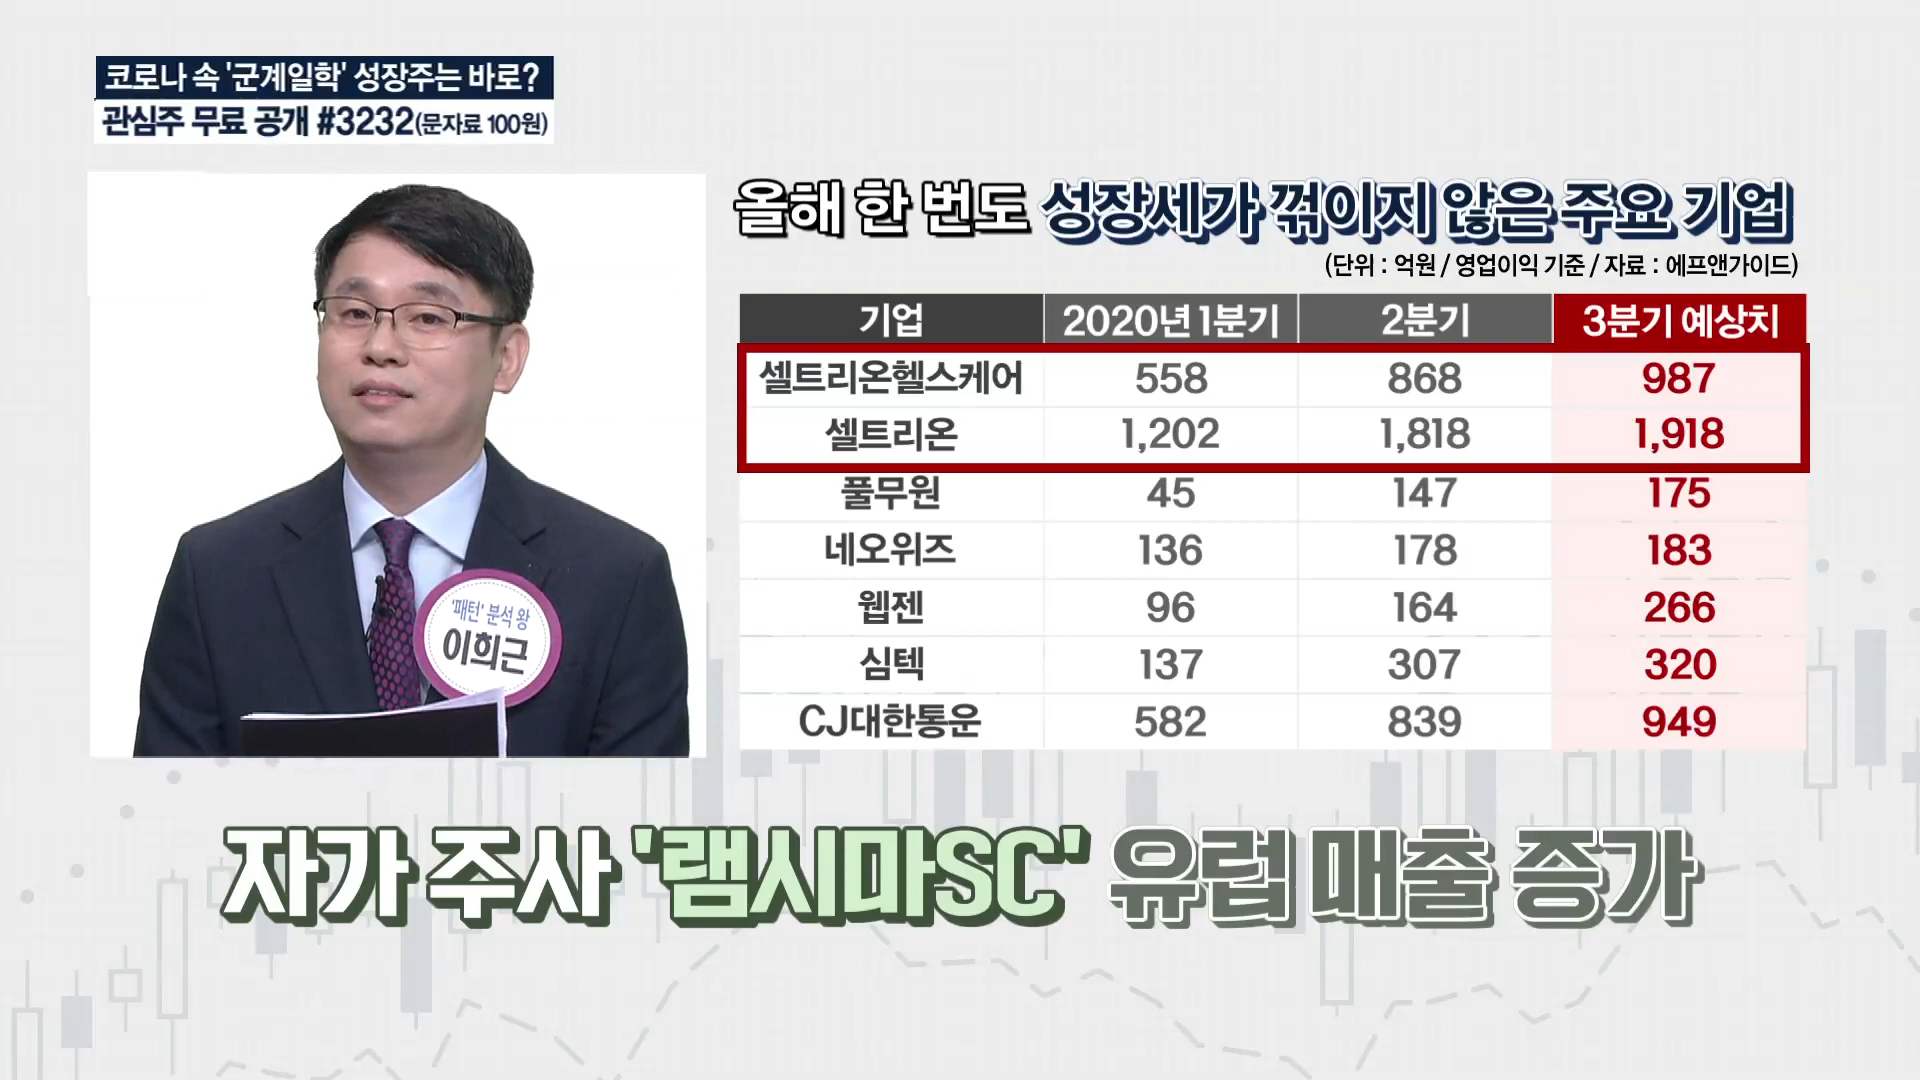 코로나 속 '군계일학' 성장주는 바로?
관심주 무료 공개 #3232(문자료 100원)
올해 한 번도 성장세가 꺾이지 않은 주요 기업
(단위 : 억원 / 영업이익 기준 / 자료 : 에프앤가이드)
기업 2020년 1분기 2분기 3분기 예상치
셀트리온헬스케어 558 868 987
셀트리온 1,202 1,818 1,918
풀무원 45 147 175
네오위즈 136 178 183
웹젠 96 164 266
심텍 137 307 320
CJ대한통운 582 839 949
'패턴' 분석 왕
이희근
자가 주사 '램시마SC' 유럽 매출 증가